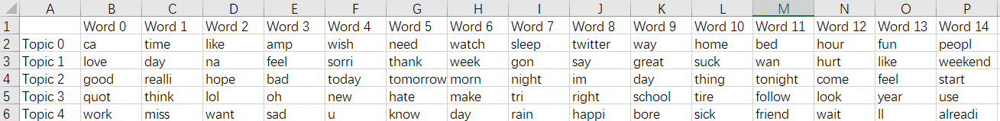 A B C D E F G H I J K L M N O P
1 Word 0 Word 1 Word 2 Word 3 Word 4 Word 5 Word 6 Word 7 Word 8 Word 9 Word 10 Word 11 Word 12 Word 13 Word 14
2 Topic 0 ca time like amp wish need watch sleep twitter way home bed hour fun peopl
3 Topic 1 love day na feel sorri thank week gon say great suck wan hurt like weekend
4 Topic 2 good realli hope bad today tomorrow morn night im day thing tonight come feel start
5 Topic 3 quot think lol oh new hate make tri right school tire follow look year use
6 Topic 4 work miss want sad u know day rain happi bore sick friend wait ll alreadi